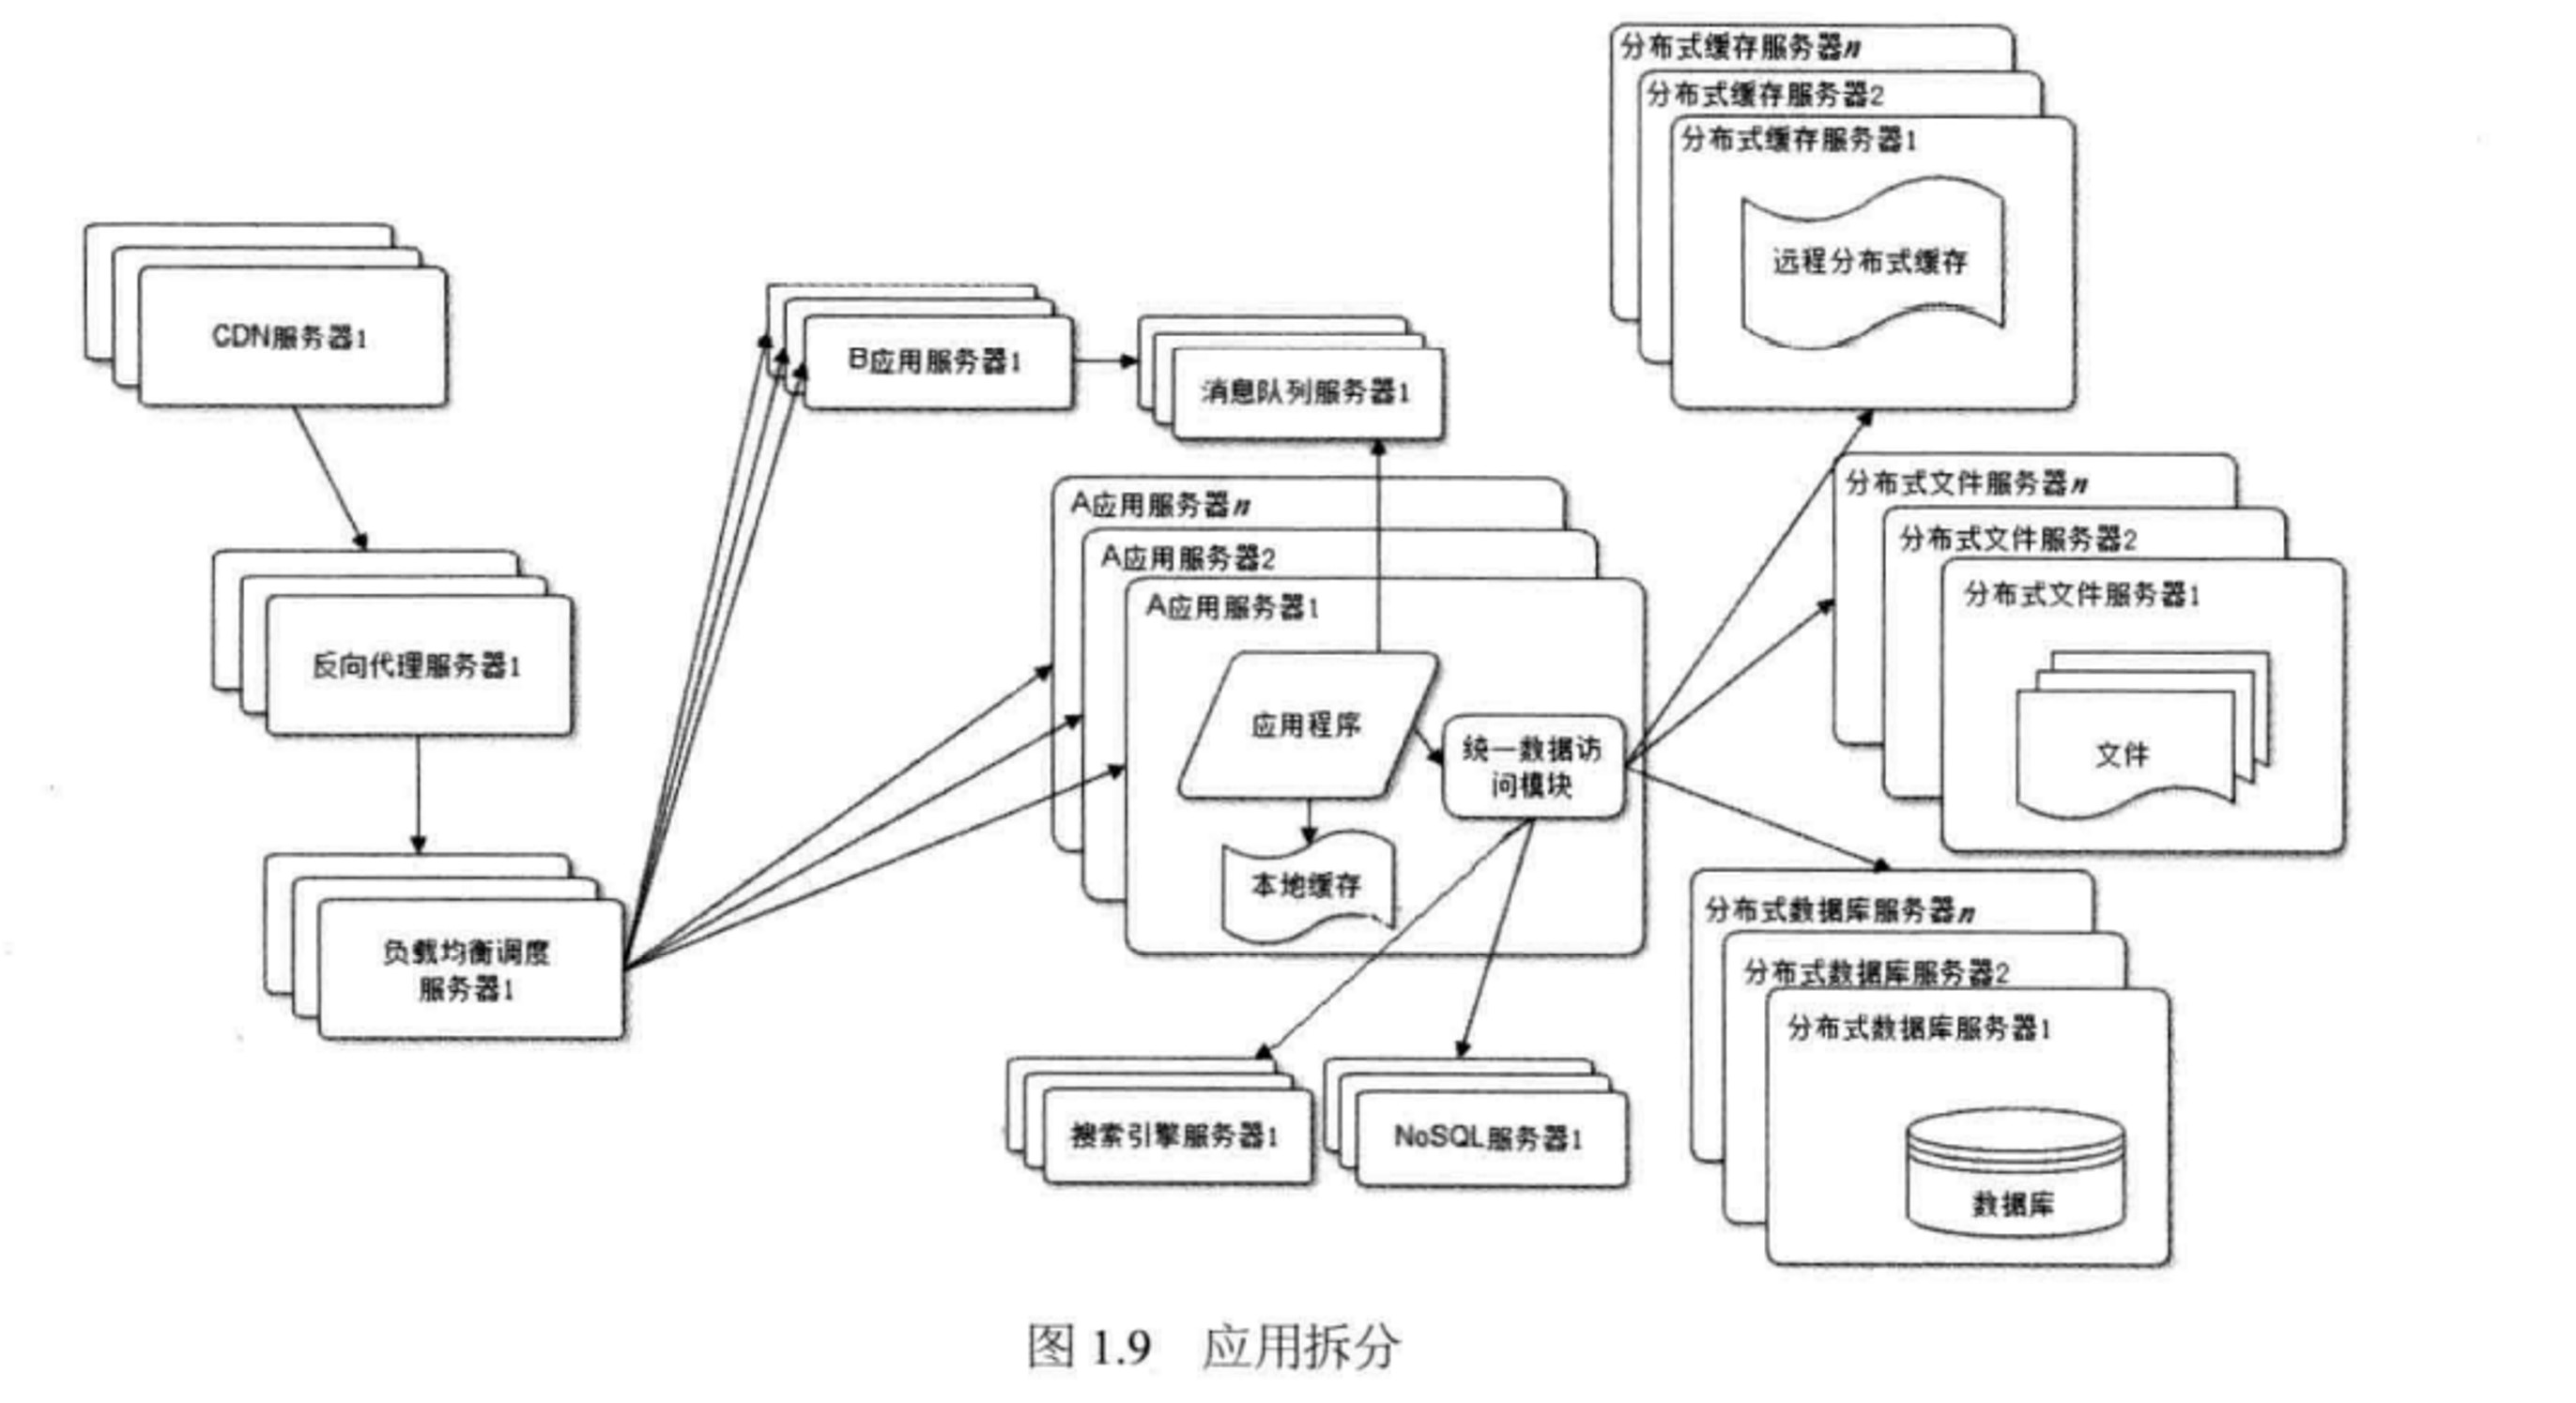 CDN服务器1
反向代理服务器1
负载均衡调度
服务器1
B应用服务器1
消息队列服务器1
A应用服务器n
A应用服务器2
A应用服务器1
应用程序
统一数据访
问模块
本地缓存
搜索引擎服务器1
NoSQL服务器1
分布式缓存服务器n
分布式缓存服务器2
分布式缓存服务器1
远程分布式缓存
分布式文件服务器n
分布式文件服务器2
分布式文件服务器1
文件
分布式数据库服务器n
分布式数据库服务器2
分布式数据库服务器1
数据库
图 1.9 应用拆分